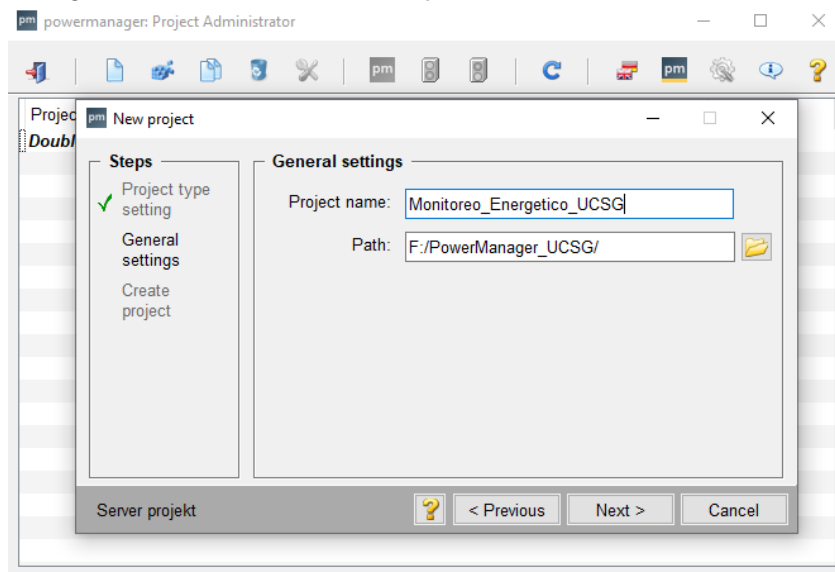 pm powermanager: Project Administrator
pm
pm
Projec
Doubl
pm New project
Steps
Project type
setting
General
settings
Create
project
General settings
Project name: Monitoreo_Energetico_UCSG
Path: F:/PowerManager_UCSG/
Server projekt
? < Previous Next > Cancel